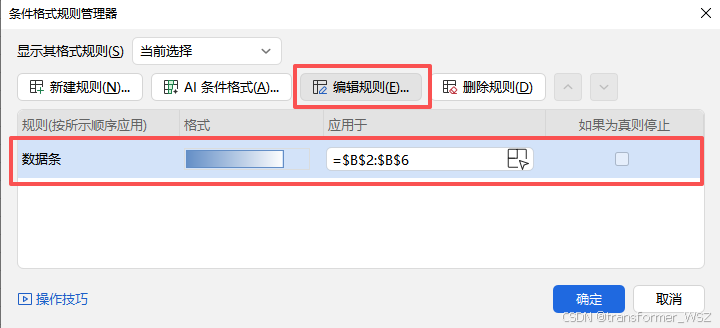 条件格式规则管理器
显示其格式规则(S) 当前选择
新建规则(N)... AI 条件格式(A)... 编辑规则(E)... 删除规则(D)
规则(按所示顺序应用) 格式 应用于 如果为真则停止
数据条 =$B$2:$B$6
操作技巧 确定 取消
CSDN @transformer_WSZ